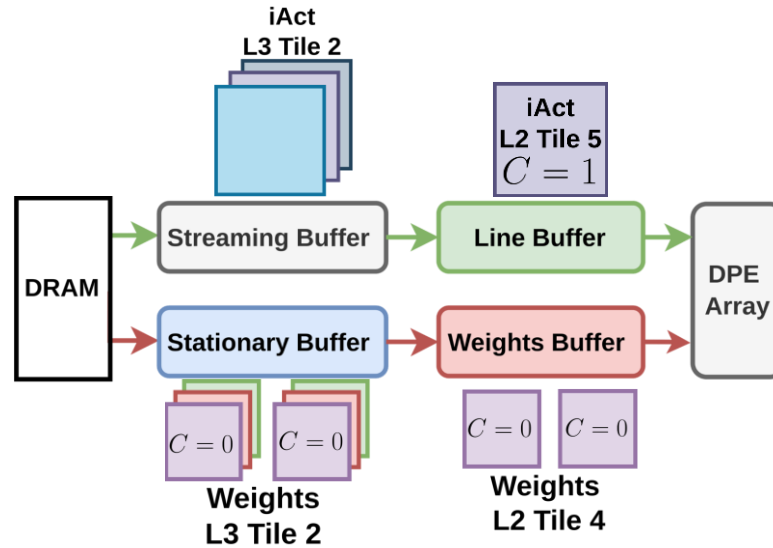 iAct
L3 Tile 2
iAct
L2 Tile 5
C = 1
Streaming Buffer
Line Buffer
DRAM
DPE
Array
Stationary Buffer
Weights Buffer
C = 0
C = 0
C = 0
C = 0
Weights
L3 Tile 2
Weights
L2 Tile 4